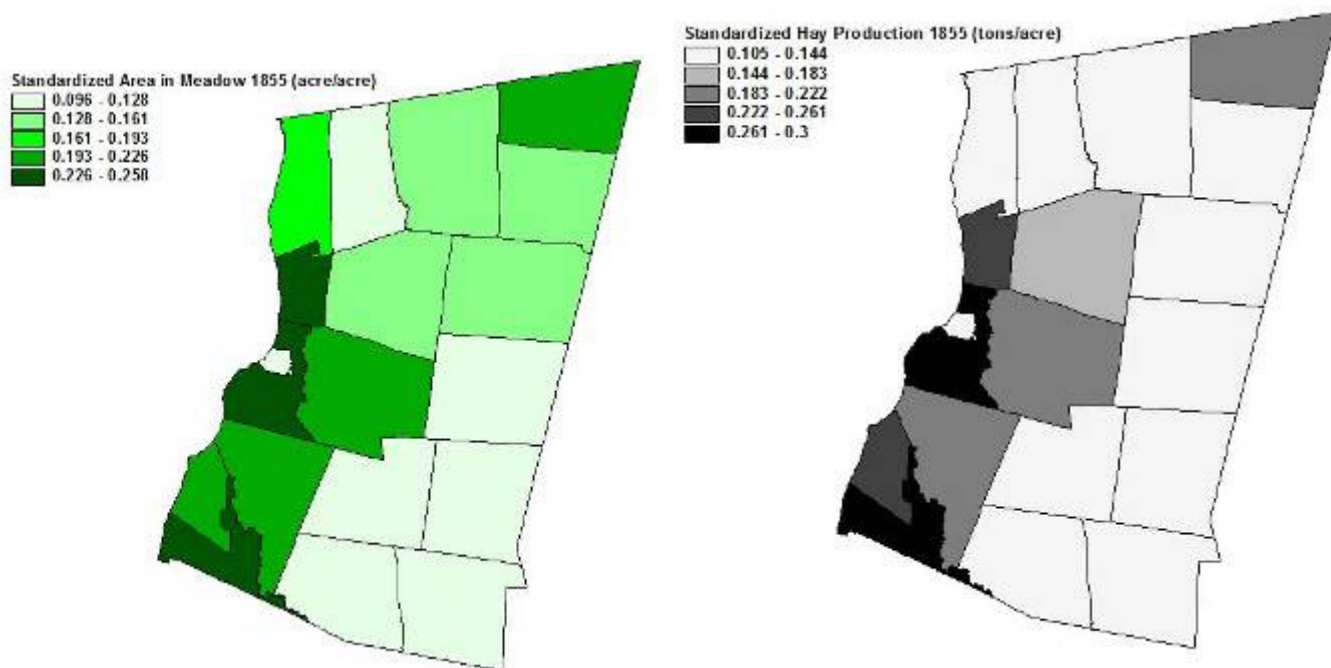 Standardized Area in Meadow 1855 (acre/acre)
0.096 - 0.128
0.128 - 0.161
0.161 - 0.193
0.193 - 0.226
0.226 - 0.258
Standardized Hay Production 1855 (tons/acre)
0.105 - 0.144
0.144 - 0.183
0.183 - 0.222
0.222 - 0.261
0.261 - 0.3